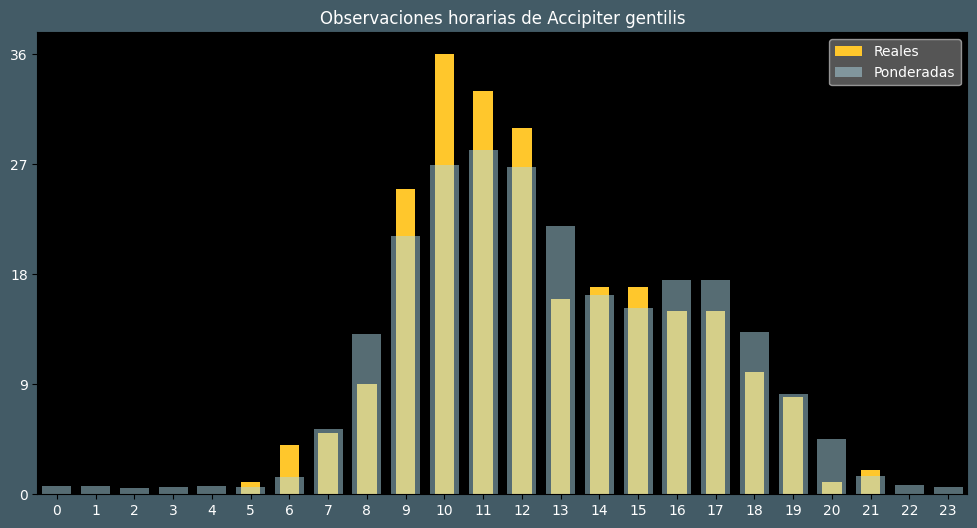 Observaciones horarias de Accipiter gentilis
Reales
Ponderadas
36
27
18
9
0
0 1 2 3 4 5 6 7 8 9 10 11 12 13 14 15 16 17 18 19 20 21 22 23